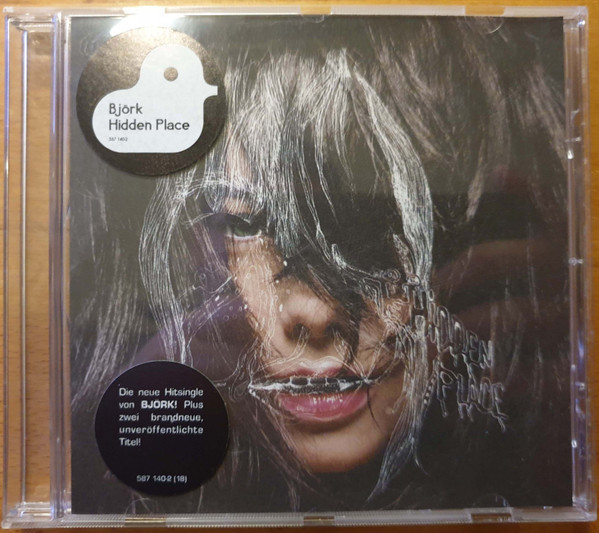 Björk
Hidden Place
587 140-2
HIDDEN
PLACE
Die neue Hitsingle
von BJÖRK! Plus
zwei brandneue,
unveröffentlichte
Titel!
587 140-2 (18)